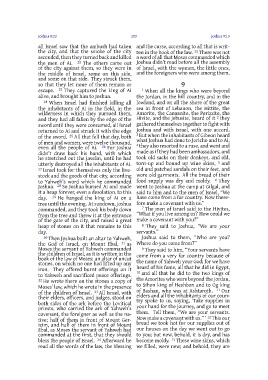 all Israel saw that the ambush had taken
the city, and that the smoke of the city
ascended, then they turned back and killed
the men of Ai. 22 The others came out
of the city against them, so they were in
the middle of Israel, some on this side,
and some on that side. They struck them,
so that they let none of them remain or
escape. 23 They captured the king of Ai
alive, and brought him to Joshua.
24 When Israel had finished killing all
the inhabitants of Ai in the field, in the
wilderness in which they pursued them,
and they had all fallen by the edge of the
sword until they were consumed, all Israel
returned to Ai and struck it with the edge
of the sword. 25 All that fell that day, both
of men and women, were twelve thousand,
even all the people of Ai. 26 For Joshua
didn't draw back his hand, with which
he stretched out the javelin, until he had
utterly destroyed all the inhabitants of Ai.
27 Israel took for themselves only the live-
stock and the goods of that city, according
to Yahweh's word which he commanded
Joshua. 28 So Joshua burned Ai and made
it a heap forever, even a desolation, to this
day. 29 He hanged the king of Ai on a
tree until the evening. At sundown, Joshua
commanded, and they took his body down
from the tree and threw it at the entrance
of the gate of the city, and raised a great
heap of stones on it that remains to this
day.
30 Then Joshua built an altar to Yahweh,
the God of Israel, on Mount Ebal, 31 as
Moses the servant of Yahweh commanded
the children of Israel, as it is written in the
book of the law of Moses: an altar of uncut
stones, on which no one had lifted up any
iron. They offered burnt offerings on it
to Yahweh and sacrificed peace offerings.
32 He wrote there on the stones a copy of
Moses' law, which he wrote in the presence
of the children of Israel. 33 All Israel, with
their elders, officers, and judges, stood on
both sides of the ark before the Levitical
priests, who carried the ark of Yahweh's
covenant, the foreigner as well as the na-
tive; half of them in front of Mount Ger-
izim, and half of them in front of Mount
Ebal, as Moses the servant of Yahweh had
commanded at the first, that they should
bless the people of Israel. 34 Afterward he
read all the words of the law, the blessing
and the curse, according to all that is writ-
ten in the book of the law. 35 There was not
a word of all that Moses commanded which
Joshua didn't read before all the assembly
of Israel, with the women, the little ones,
and the foreigners who were among them.
9
1 When all the kings who were beyond
the Jordan, in the hill country, and in the
lowland, and on all the shore of the great
sea in front of Lebanon, the Hittite, the
Amorite, the Canaanite, the Perizzite, the
Hivite, and the Jebusite, heard of it 2 they
gathered themselves together to fight with
Joshua and with Israel, with one accord.
3 But when the inhabitants of Gibeon heard
what Joshua had done to Jericho and to Ai,
4 they also resorted to a ruse, and went and
made as if they had been ambassadors, and
took old sacks on their donkeys, and old,
torn-up and bound up wine skins, 5 and
old and patched sandals on their feet, and
wore old garments. All the bread of their
food supply was dry and moldy. 6 They
went to Joshua at the camp at Gilgal, and
said to him and to the men of Israel, "We
have come from a far country. Now there-
fore make a covenant with us."
7 The men of Israel said to the Hivites,
"What if you live among us? How could we
make a covenant with you?"
8 They said to Joshua, "We are your
servants."
Joshua said to them, "Who are you?
Where do you come from?"
9 They said to him, "Your servants have
come from a very far country because of
the name of Yahweh your God; for we have
heard of his fame, all that he did in Egypt,
10 and all that he did to the two kings of
the Amorites who were beyond the Jordan,
to Sihon king of Heshbon and to Og king
of Bashan, who was at Ashtaroth. 11 Our
elders and all the inhabitants of our coun-
try spoke to us, saying, 'Take supplies in
your hand for the journey, and go to meet
them. Tell them, "We are your servants.
Now make a covenant with us."' 12 This our
bread we took hot for our supplies out of
our houses on the day we went out to go
to you; but now, behold, it is dry, and has
become moldy. 13 These wine skins, which
we filled, were new; and behold, they are